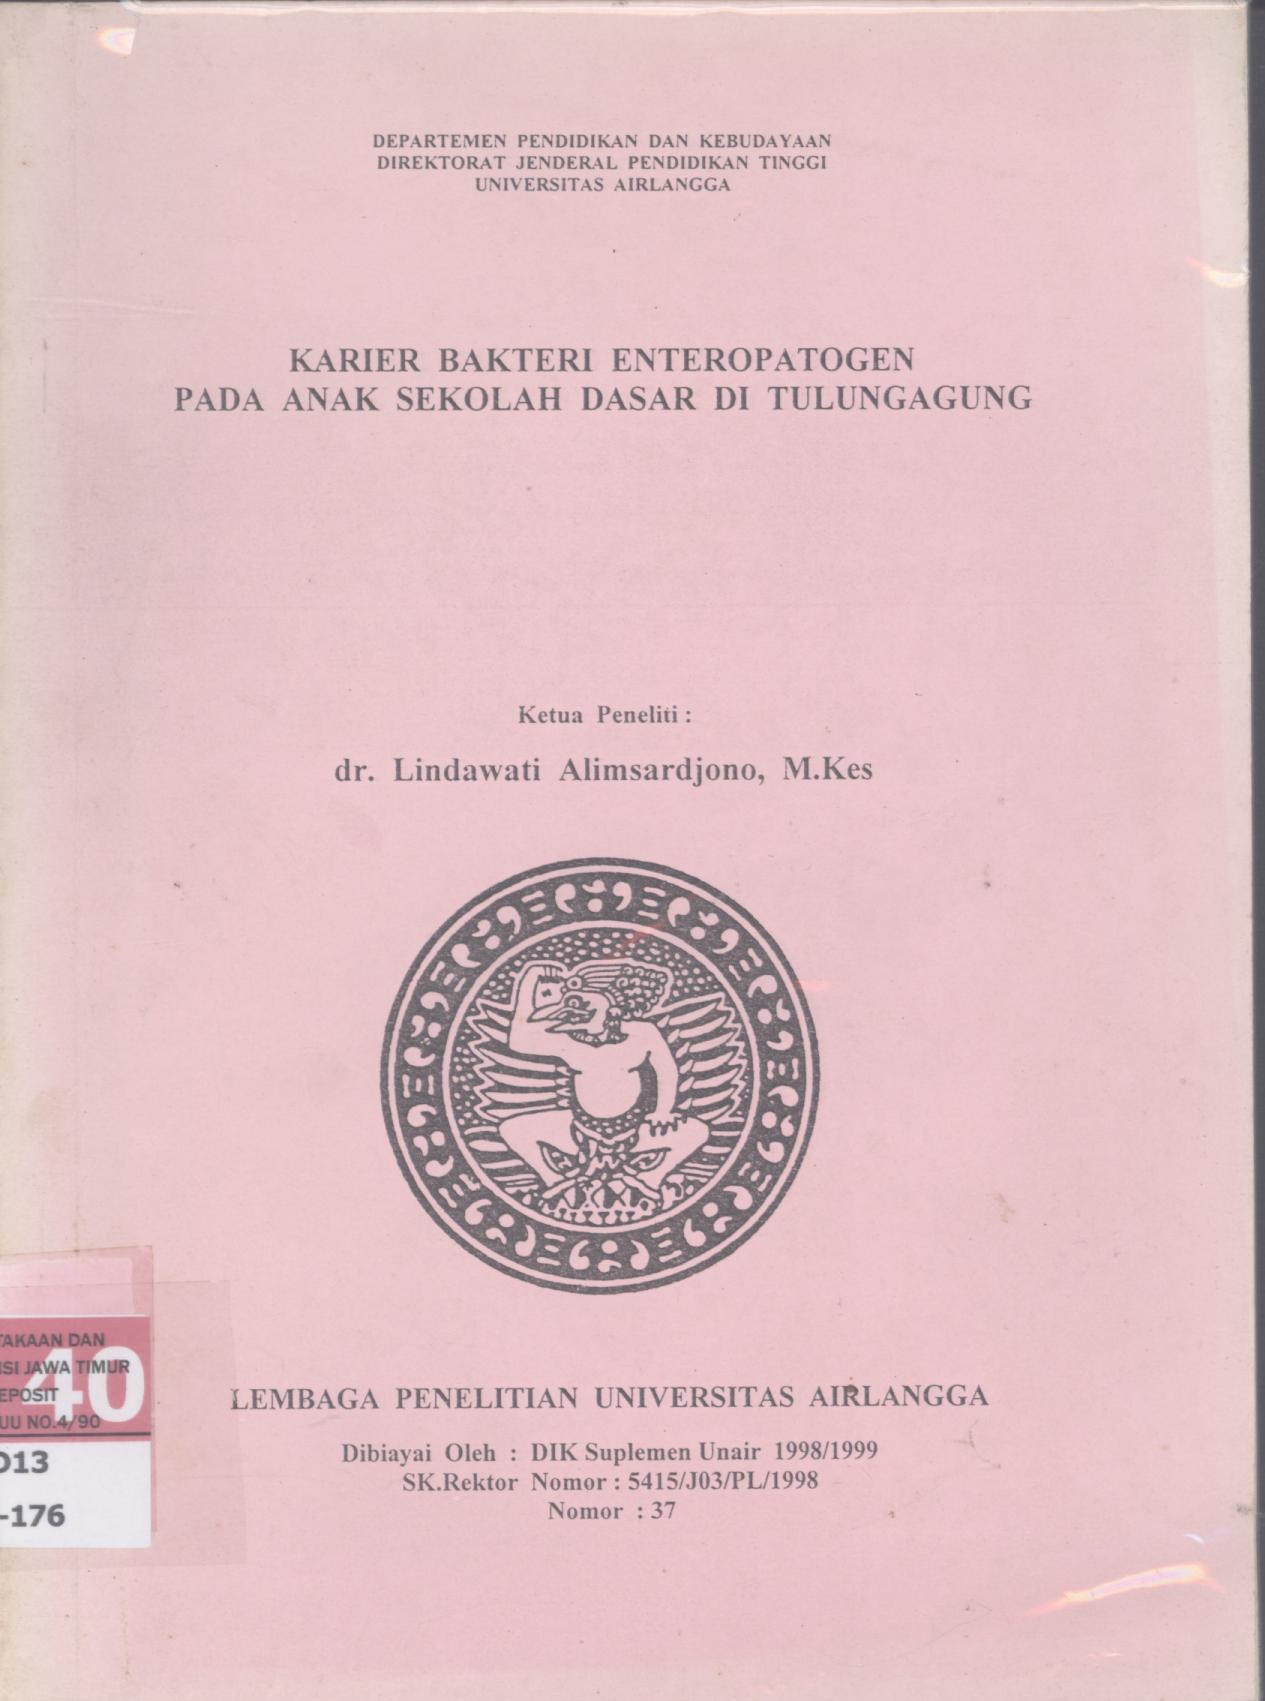 DEPARTEMEN PENDIDIKAN DAN KEBUDAYAAN
DIREKTORAT JENDERAL PENDIDIKAN TINGGI
UNIVERSITAS AIRLANGGA
KARIER BAKTERI ENTEROPATOGEN
PADA ANAK SEKOLAH DASAR DI TULUNGAGUNG
Ketua Peneliti :
dr. Lindawati Alimsardjono, M.Kes
LEMBAGA PENELITIAN UNIVERSITAS AIRLANGGA
Dibiayai Oleh : DIK Suplemen Unair 1998/1999
SK.Rektor Nomor : 5415/J03/PL/1998
Nomor : 37
TAKAAN DAN
SI JAWA TIMUR
EPOSIT
UU NO.4/90
40
013
-176